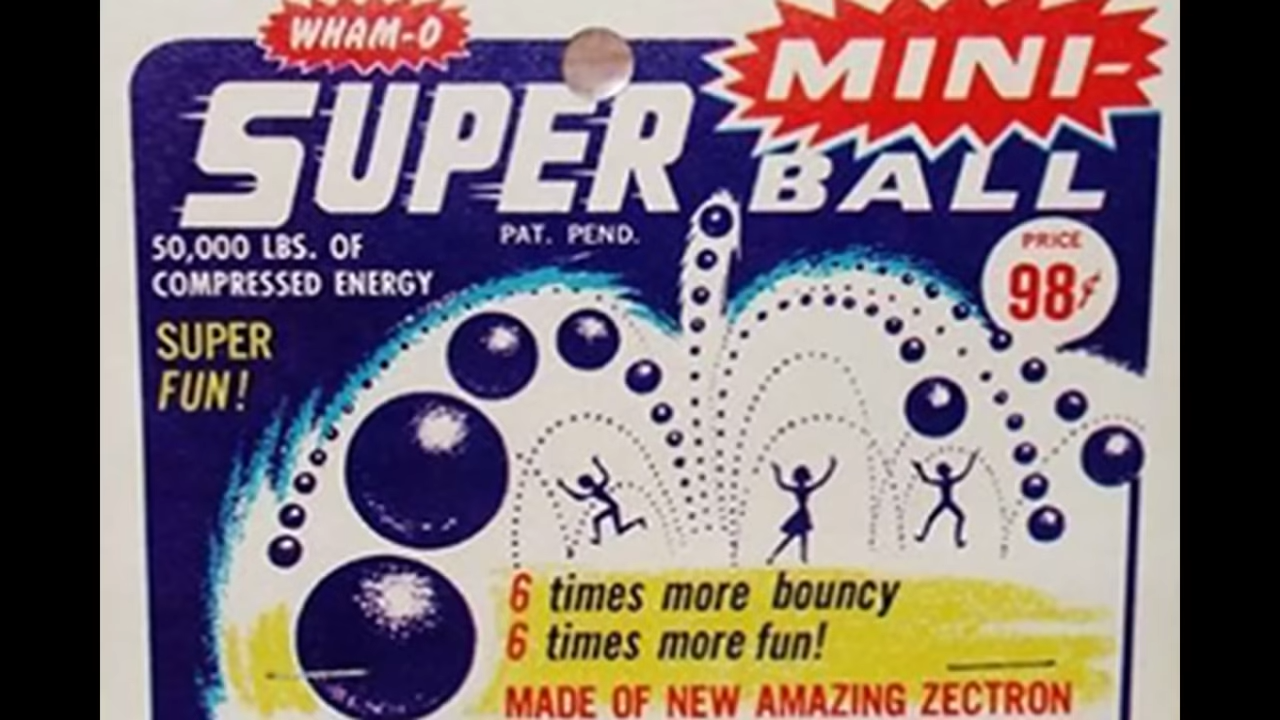 WHAM-O
SUPER
MINI-
BALL
PAT. PEND.
50,000 LBS. OF
COMPRESSED ENERGY
PRICE
98¢
SUPER
FUN!
6 times more bouncy
6 times more fun!
MADE OF NEW AMAZING ZECTRON